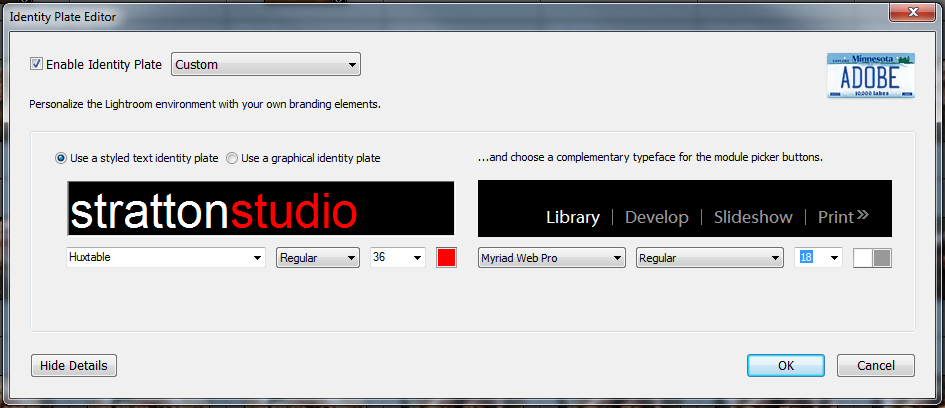 Identity Plate Editor
Enable Identity Plate Custom
Minnesota
ADOBE
10,000 lakes
Personalize the Lightroom environment with your own branding elements.
Use a styled text identity plate Use a graphical identity plate
...and choose a complementary typeface for the module picker buttons.
strattonstudio
Library | Develop | Slideshow | Print »
Huxtable Regular 36
Myriad Web Pro Regular 18
Hide Details OK Cancel